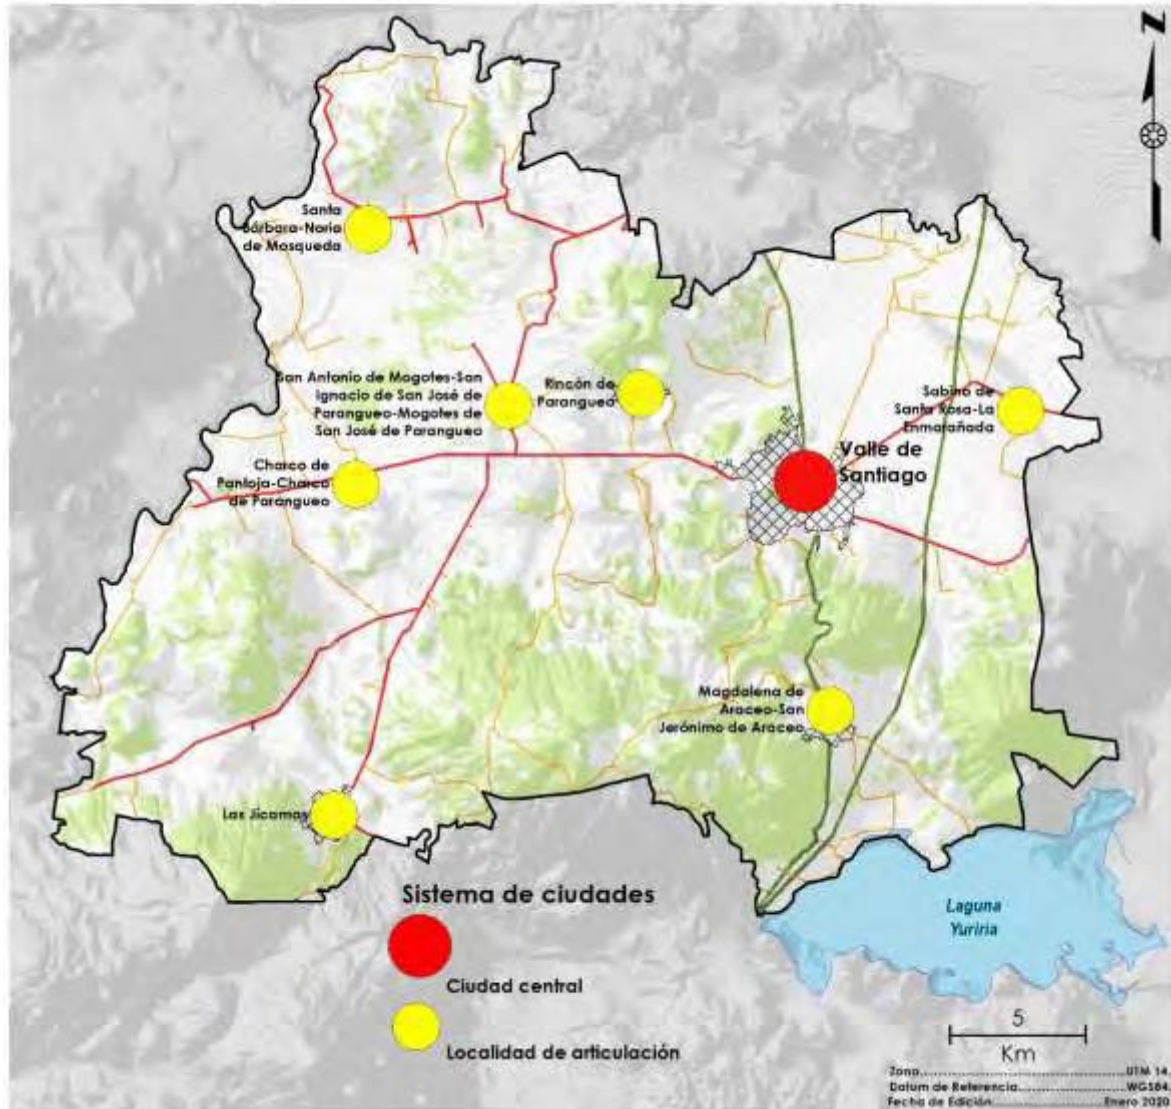 Z
Santa
Bárbara-Noria
de Mosqueda
San Antonio de Mogotes-San
Ignacio de San José de
Parangueo-Mogotes de
San José de Parangueo
Rincón de
Parangueo
Sabino de
Santa Rosa-La
Enmarañada
Valle de
Santiago
Charco de
Pantoja-Charco
de Parangueo
Magdalena de
Araceo-San
Jerónimo de Araceo
Las Jícamas
Sistema de ciudades
Ciudad central
Localidad de articulación
Laguna
Yuriria
5
Km
Zona UTM 14.
Datum de Referencia WGS84.
Fecha de Edición Enero 2020